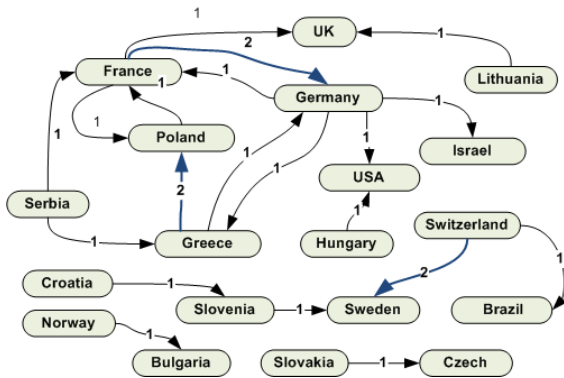 1
UK
1
2
France
1
1
Lithuania
Germany
1
1
Poland
1
1
Israel
1
2
1
1
USA
Serbia
1
1
Switzerland
Greece
Hungary
1
Croatia
1
2
Slovenia
1
Sweden
Brazil
Norway
1
Bulgaria
Slovakia
1
Czech